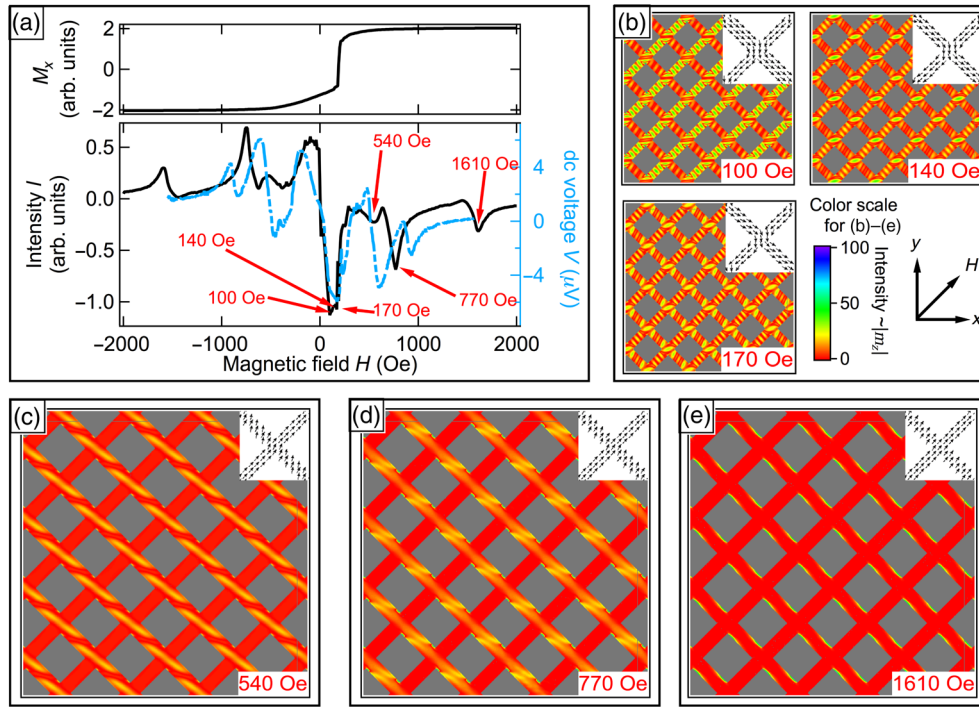 (a)
M_x
(arb. units)
2
0
−2
Intensity I
(arb. units)
0.5
0.0
−0.5
−1.0
540 Oe
1610 Oe
140 Oe
100 Oe
170 Oe
770 Oe
4
0
−4
dc voltage V (μV)
−2000
−1000
0
1000
2000
Magnetic field H (Oe)
(b)
100 Oe
140 Oe
170 Oe
Color scale
for (b)–(e)
100
50
0
Intensity ~|m_z|
y
H
x
(c)
540 Oe
(d)
770 Oe
(e)
1610 Oe